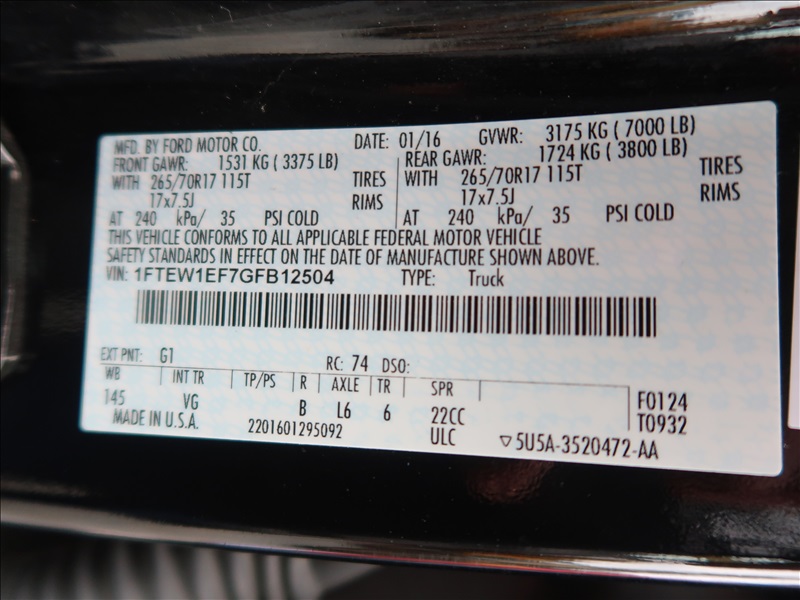 MFD. BY FORD MOTOR CO. DATE: 01/16 GVWR: 3175 KG ( 7000 LB)
FRONT GAWR: 1531 KG ( 3375 LB) REAR GAWR: 1724 KG ( 3800 LB)
WITH 265/70R17 115T TIRES WITH 265/70R17 115T TIRES
17x7.5J RIMS 17x7.5J RIMS
AT 240 kPa/ 35 PSI COLD AT 240 kPa/ 35 PSI COLD
THIS VEHICLE CONFORMS TO ALL APPLICABLE FEDERAL MOTOR VEHICLE
SAFETY STANDARDS IN EFFECT ON THE DATE OF MANUFACTURE SHOWN ABOVE.
VIN: 1FTEW1EF7GFB12504 TYPE: Truck
EXT PNT: G1 RC: 74 DSO:
WB INT TR TP/PS R AXLE TR SPR
145 VG B L6 6 22CC F0124
MADE IN U.S.A. 2201601295092 ULC T0932
▽5U5A-3520472-AA